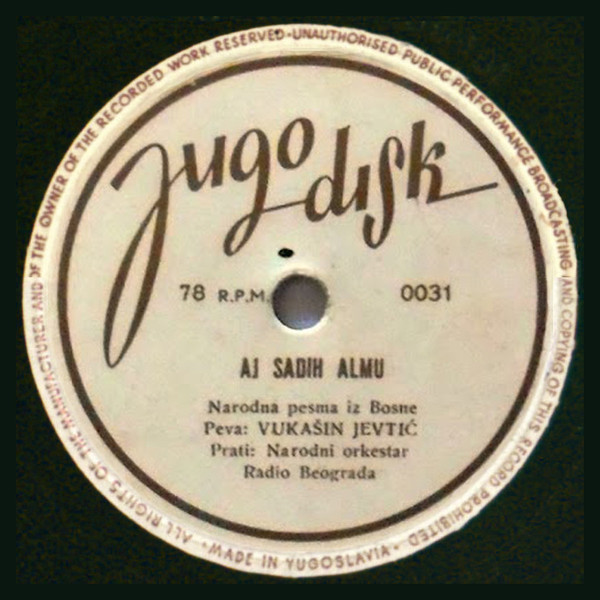 ALL RIGHTS OF THE MANUFACTURER AND OF THE OWNER OF THE RECORDED WORK RESERVED-UNAUTHORISED PUBLIC PERFORMANCE BROADCASTING AND COPYING OF THIS RECORD PROHIBITED • MADE IN YUGOSLAVIA •
Jugodisk
78 R.P.M. 0031
AJ SADIH ALMU
Narodna pesma iz Bosne
Peva: VUKAŠIN JEVTIĆ
Prati: Narodni orkestar
Radio Beograda